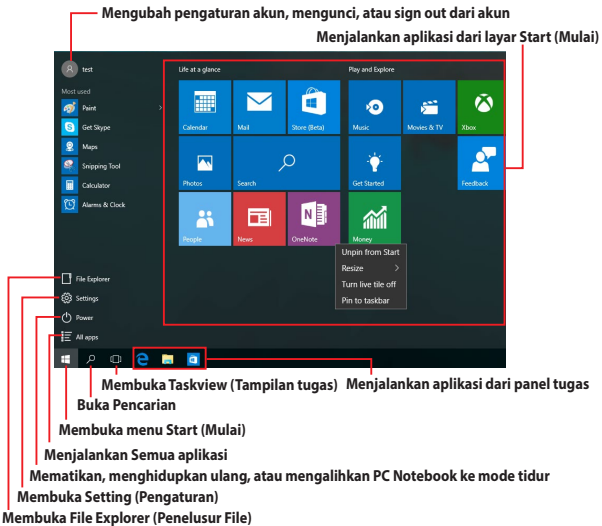 Mengubah pengaturan akun, mengunci, atau sign out dari akun
Menjalankan aplikasi dari layar Start (Mulai)
test
Life at a glance
Play and Explore
Most used
Paint
Get Skype
Maps
Snipping Tool
Calculator
Alarms & Clock
Calendar
Mail
Store (Beta)
Music
Movies & TV
Xbox
Photos
Search
Get Started
Feedback
People
News
OneNote
Money
Unpin from Start
Resize
Turn live tile off
Pin to taskbar
File Explorer
Settings
Power
All apps
Membuka Taskview (Tampilan tugas)
Menjalankan aplikasi dari panel tugas
Buka Pencarian
Membuka menu Start (Mulai)
Menjalankan Semua aplikasi
Mematikan, menghidupkan ulang, atau mengalihkan PC Notebook ke mode tidur
Membuka Setting (Pengaturan)
Membuka File Explorer (Penelusur File)